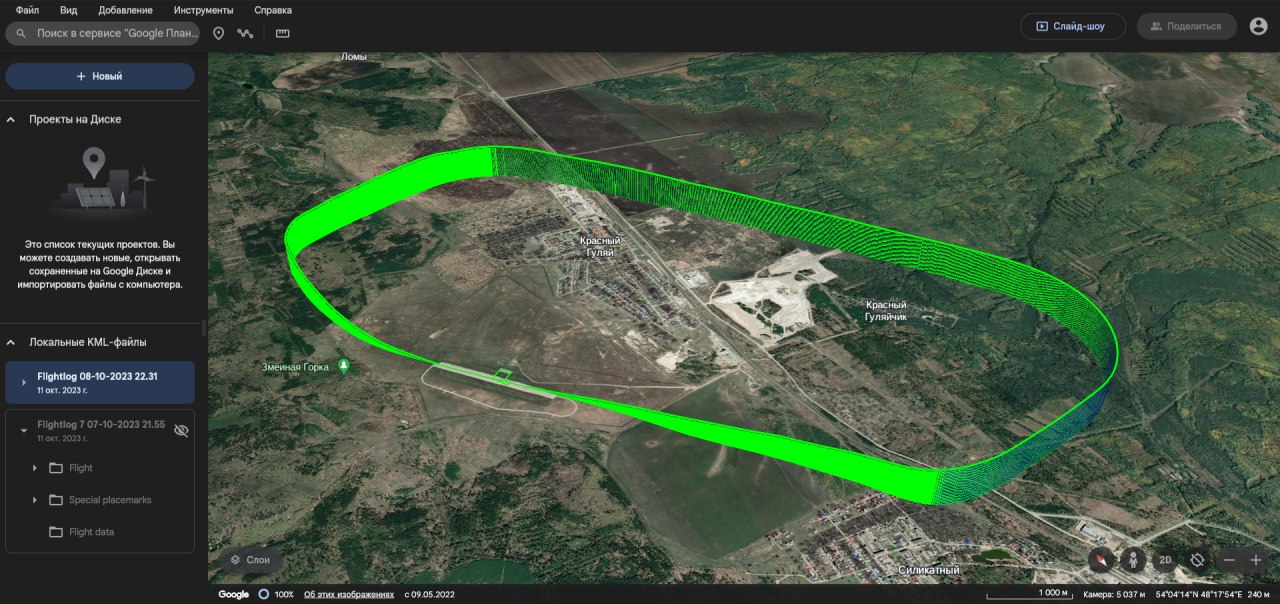 Файл Вид Добавление Инструменты Справка
Поиск в сервисе "Google План...
Слайд-шоу
Поделиться
Новый
Проекты на Диске
Это список текущих проектов. Вы
можете создавать новые, открывать
сохраненные на Google Диске и
импортировать файлы с компьютера.
Локальные KML-файлы
Flightlog 08-10-2023 22.31
11 окт. 2023 г.
Flightlog 7 07-10-2023 21.55
11 окт. 2023 г.
Flight
Special placemarks
Flight data
Ломы
Красный
Гуляй
Красный
Гуляйчик
Змеиная Горка
Силикатный
Слои
2D
Google 100% Об этих изображениях с 09.05.2022
1 000 м Камера: 5 037 м 54°04'14"N 48°17'54"E 240 м